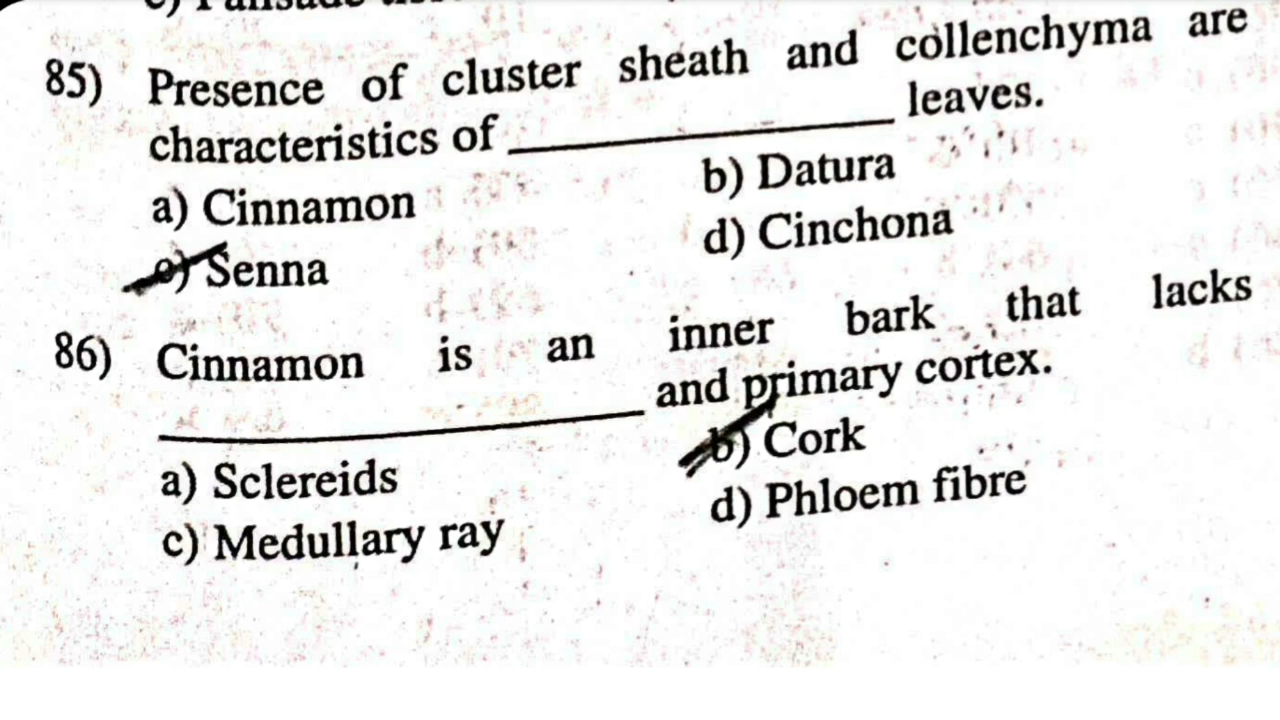 85) Presence of cluster sheath and collenchyma are
characteristics of ____________ leaves.
a) Cinnamon b) Datura
c) Senna d) Cinchona
86) Cinnamon is an inner bark that lacks
____________ and primary cortex.
a) Sclereids b) Cork
c) Medullary ray d) Phloem fibre